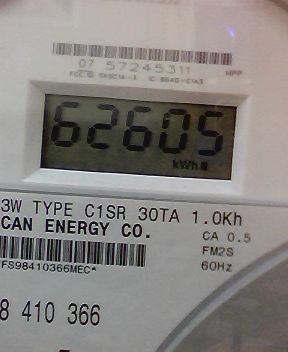 07 57245311
MPP
62605
kWh
3W TYPE C1SR 30TA 1.0Kh
CAN ENERGY CO.
CA 0.5
FM2S
FS98410366MEC*
60Hz
8 410 366